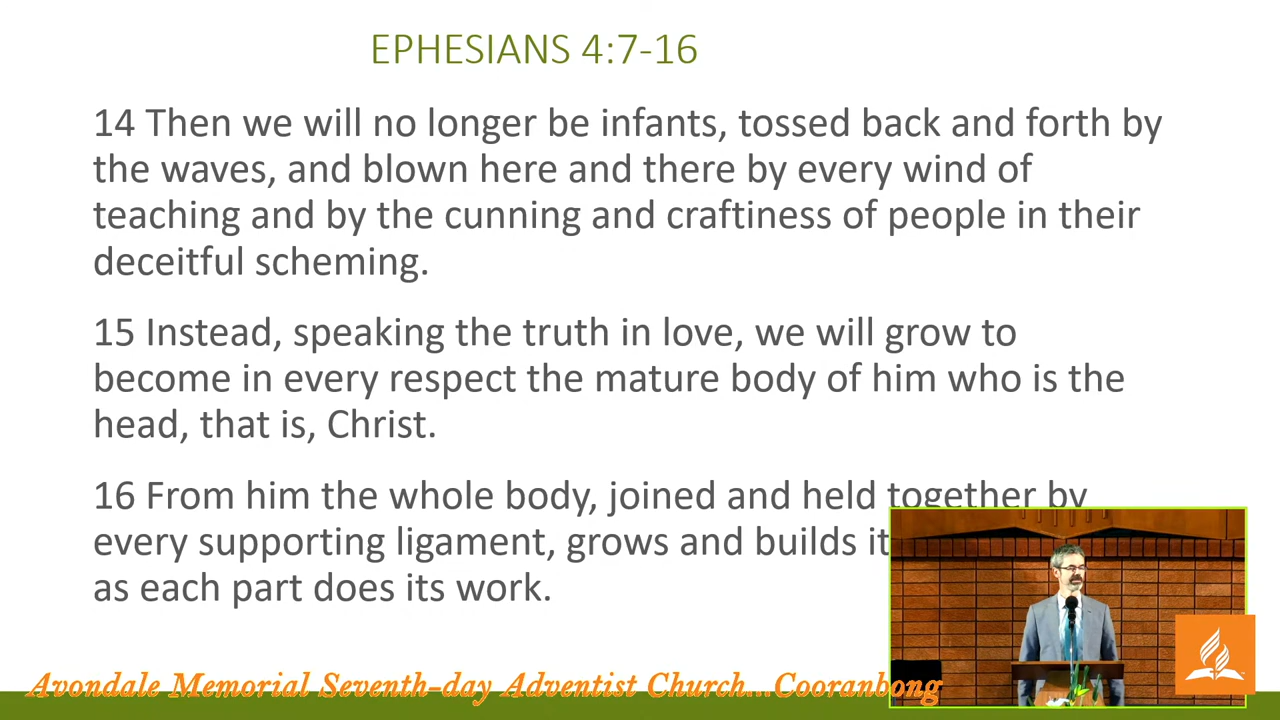 EPHESIANS 4:7-16
14 Then we will no longer be infants, tossed back and forth by
the waves, and blown here and there by every wind of
teaching and by the cunning and craftiness of people in their
deceitful scheming.
15 Instead, speaking the truth in love, we will grow to
become in every respect the mature body of him who is the
head, that is, Christ.
16 From him the whole body, joined and held together by
every supporting ligament, grows and builds
as each part does its work.
Avondale Memorial Seventh-day Adventist Church...Cooranbong